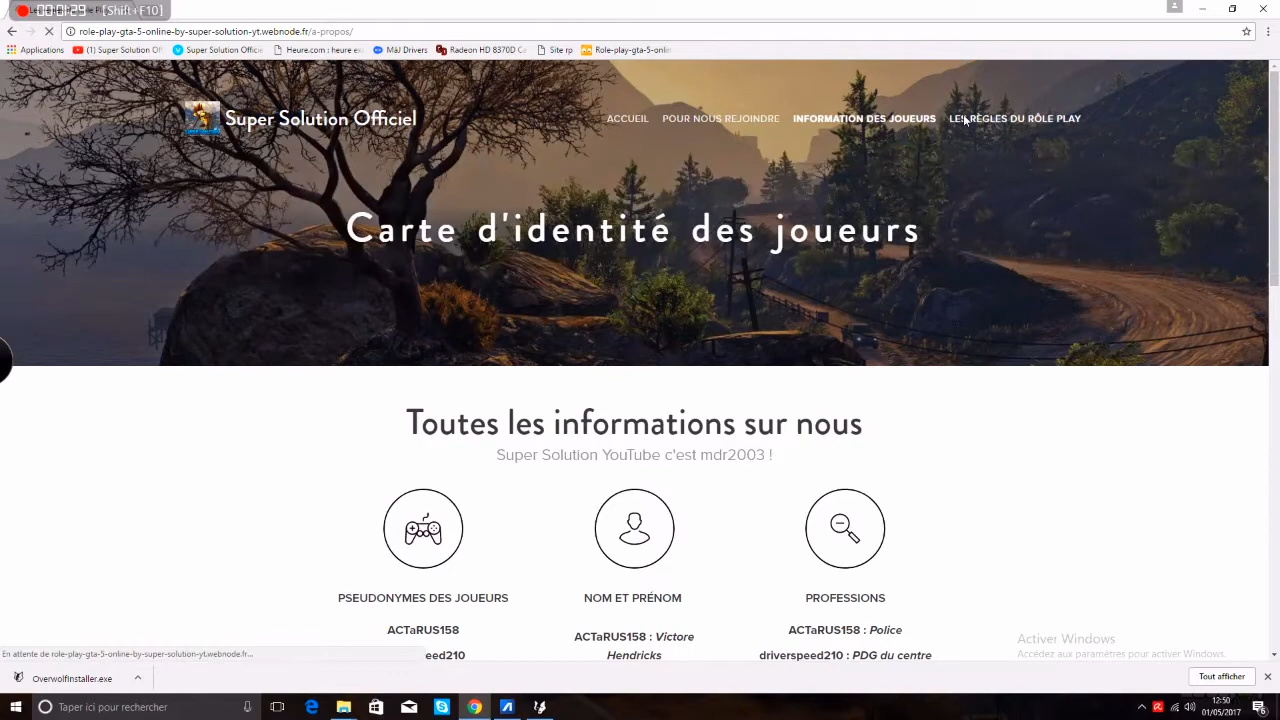 [Shift+F10]
role-play-gta-5-online-by-super-solution-yt.webnode.fr/a-propos/
Applications (1) Super Solution Of Super Solution Officie Heure.com : heure ex M&J Drivers Radeon HD 8370D Ca Site rp Role-play-gta-5-onlin
Super Solution Officiel
ACCUEIL POUR NOUS REJOINDRE INFORMATION DES JOUEURS LES RÈGLES DU RÔLE PLAY
Carte d'identité des joueurs
Toutes les informations sur nous
Super Solution YouTube c'est mdr2003 !
PSEUDONYMES DES JOUEURS NOM ET PRÉNOM PROFESSIONS
ACTaRUS158 ACTaRUS158 : Victore ACTaRUS158 : Police
eed210 Hendricks driverspeed210 : PDG du centre
Activer Windows
Accédez aux paramètres pour activer Windows.
En attente de role-play-gta-5-online-by-super-solution-yt.webnode.fr...
OverwolfInstaller.exe Tout afficher
Taper ici pour rechercher
12:50
01/05/2017